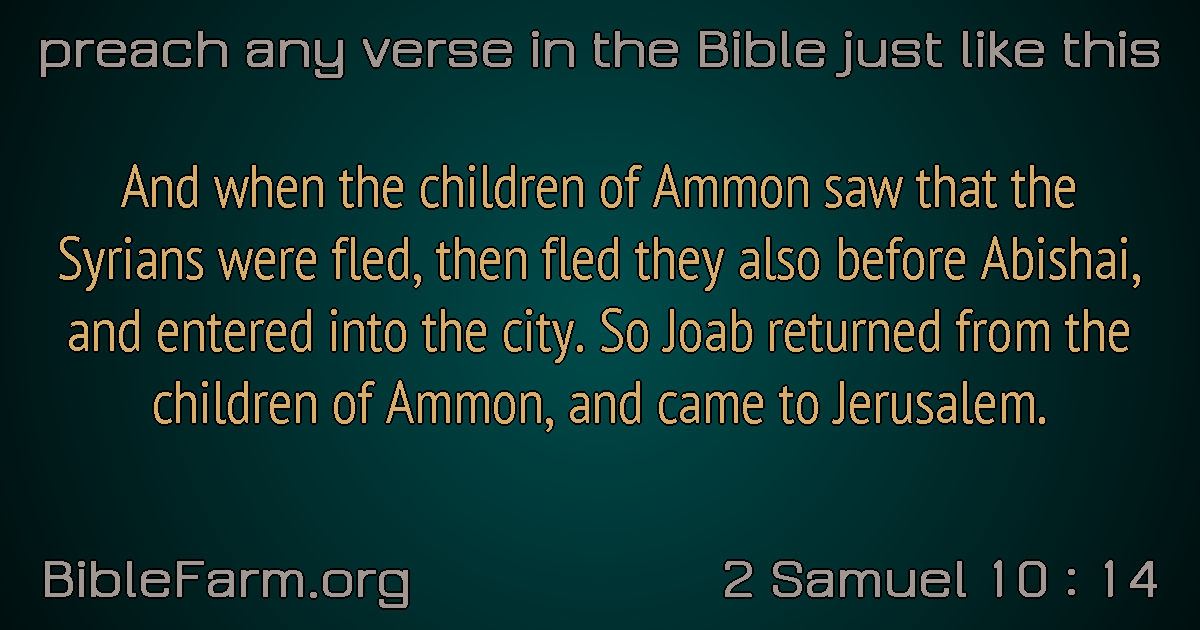 preach any verse in the Bible just like this
And when the children of Ammon saw that the
Syrians were fled, then fled they also before Abishai,
and entered into the city. So Joab returned from the
children of Ammon, and came to Jerusalem.
BibleFarm.org
2 Samuel 10 : 14